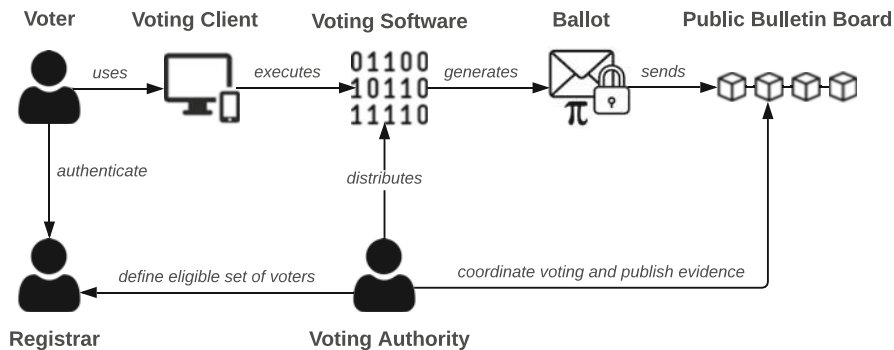 Voter
Voting Client
Voting Software
Ballot
Public Bulletin Board
uses
executes
01100
10110
11110
generates
π
sends
authenticate
distributes
define eligible set of voters
coordinate voting and publish evidence
Registrar
Voting Authority